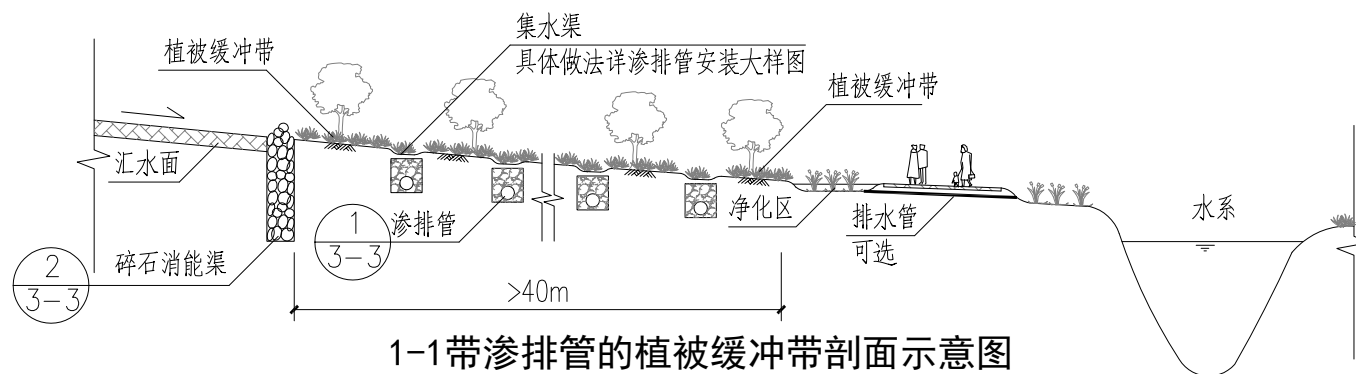 集水渠
植被缓冲带
具体做法详渗排管安装大样图
植被缓冲带
汇水面
净化区
排水管
可选
水系
1
3-3
渗排管
2
3-3
碎石消能渠
>40m
1-1带渗排管的植被缓冲带剖面示意图